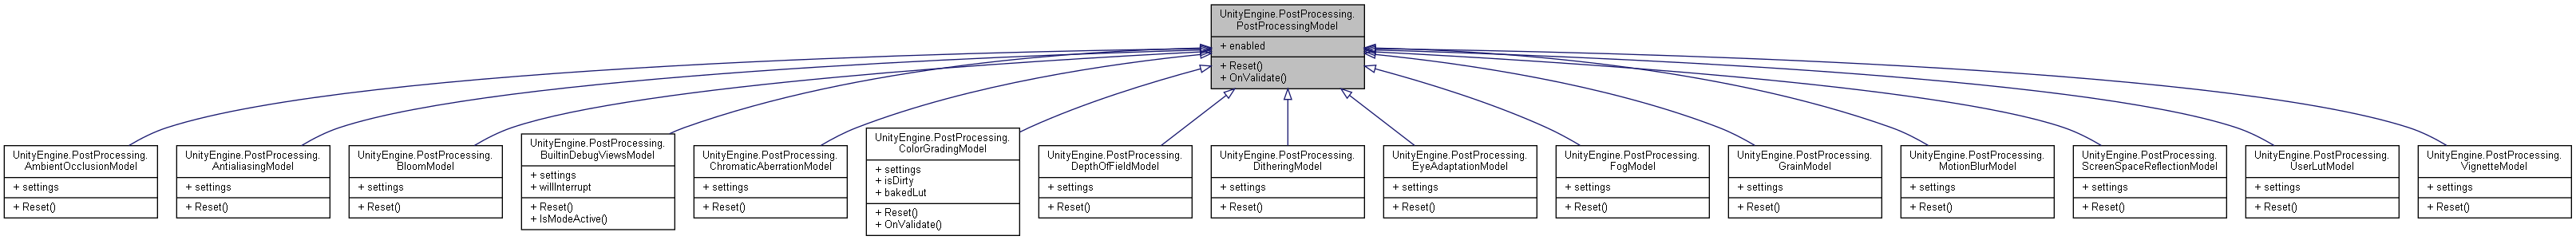 UnityEngine.PostProcessing.
PostProcessingModel
+ enabled
+ Reset()
+ OnValidate()
UnityEngine.PostProcessing.
AmbientOcclusionModel
+ settings
+ Reset()
UnityEngine.PostProcessing.
AntialiasingModel
+ settings
+ Reset()
UnityEngine.PostProcessing.
BloomModel
+ settings
+ Reset()
UnityEngine.PostProcessing.
BuiltinDebugViewsModel
+ settings
+ willInterrupt
+ Reset()
+ IsModeActive()
UnityEngine.PostProcessing.
ChromaticAberrationModel
+ settings
+ Reset()
UnityEngine.PostProcessing.
ColorGradingModel
+ settings
+ isDirty
+ bakedLut
+ Reset()
+ OnValidate()
UnityEngine.PostProcessing.
DepthOfFieldModel
+ settings
+ Reset()
UnityEngine.PostProcessing.
DitheringModel
+ settings
+ Reset()
UnityEngine.PostProcessing.
EyeAdaptationModel
+ settings
+ Reset()
UnityEngine.PostProcessing.
FogModel
+ settings
+ Reset()
UnityEngine.PostProcessing.
GrainModel
+ settings
+ Reset()
UnityEngine.PostProcessing.
MotionBlurModel
+ settings
+ Reset()
UnityEngine.PostProcessing.
ScreenSpaceReflectionModel
+ settings
+ Reset()
UnityEngine.PostProcessing.
UserLutModel
+ settings
+ Reset()
UnityEngine.PostProcessing.
VignetteModel
+ settings
+ Reset()